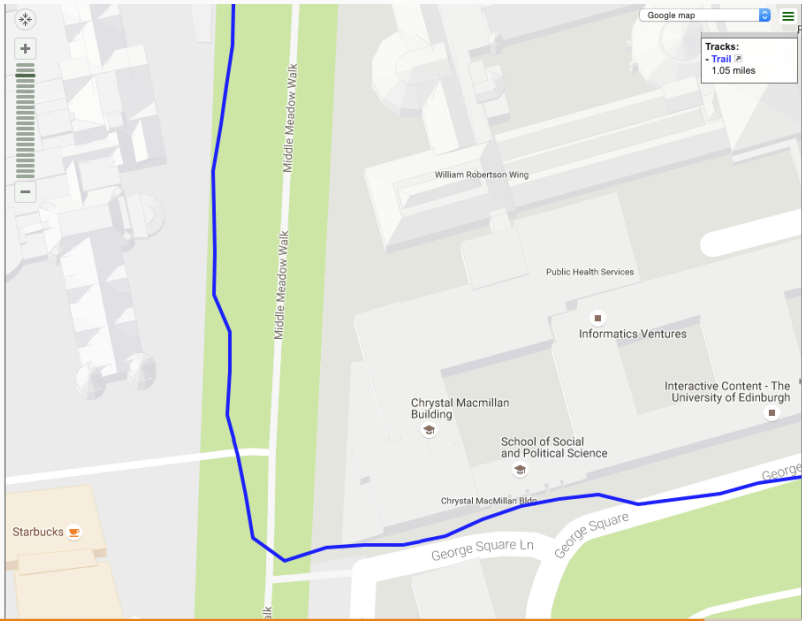 Google map
Tracks:
- Trail
1.05 miles
Middle Meadow Walk
William Robertson Wing
Middle Meadow Walk
Public Health Services
Informatics Ventures
Interactive Content - The
University of Edinburgh
Chrystal Macmillan
Building
School of Social
and Political Science
George
Chrystal MacMillan Bldg
George Square
Starbucks
George Square Ln
alk